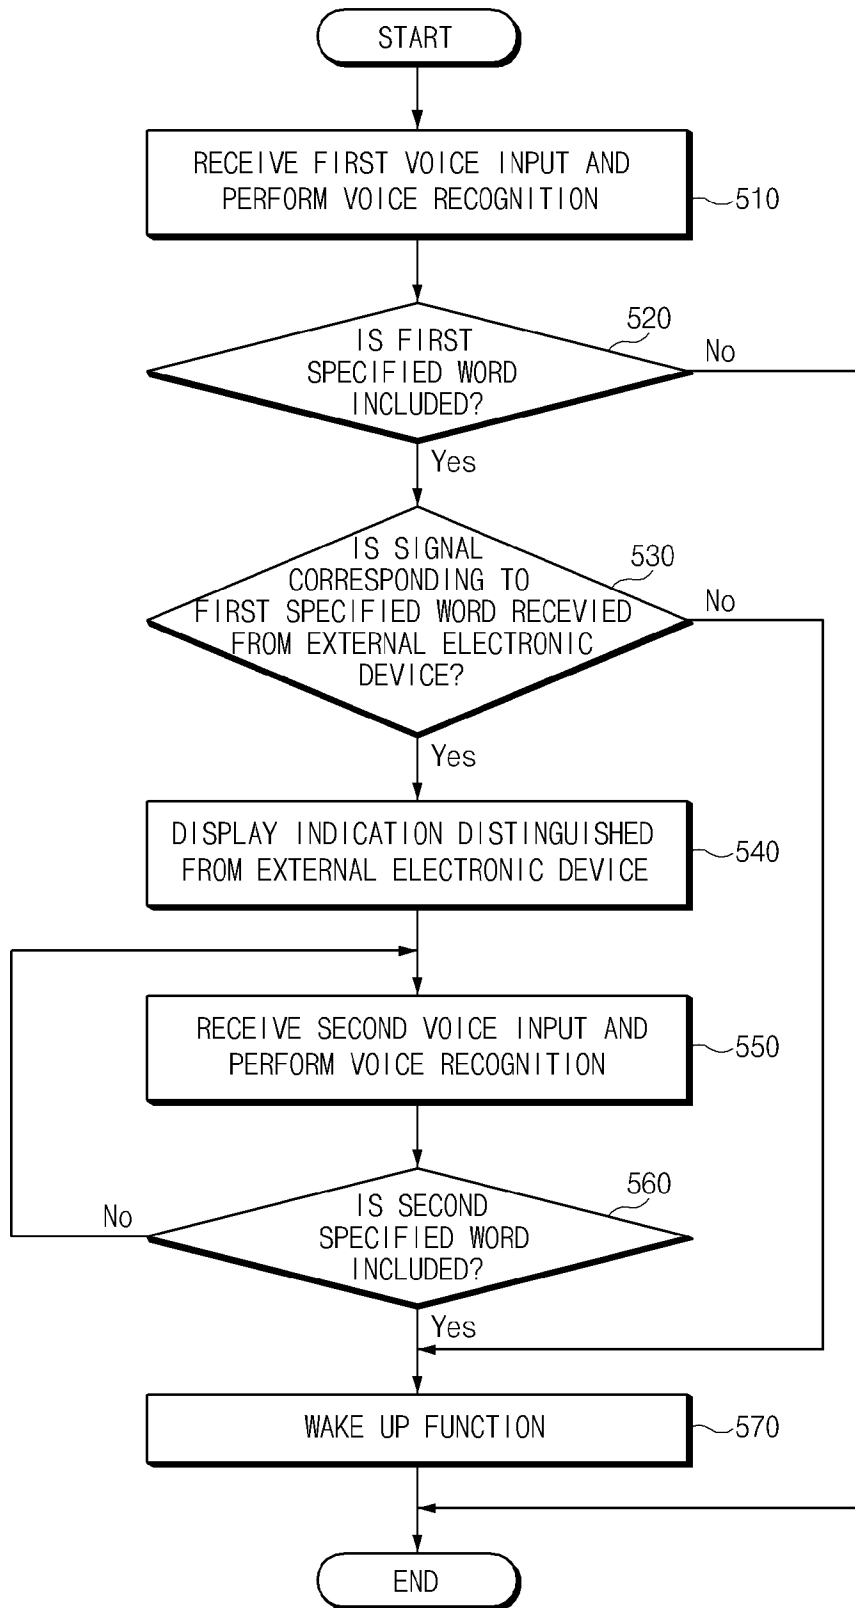 START
RECEIVE FIRST VOICE INPUT AND
PERFORM VOICE RECOGNITION
510
520
IS FIRST
SPECIFIED WORD
INCLUDED?
No
Yes
530
IS SIGNAL
CORRESPONDING TO
FIRST SPECIFIED WORD RECEVIED
FROM EXTERNAL ELECTRONIC
DEVICE?
No
Yes
DISPLAY INDICATION DISTINGUISHED
FROM EXTERNAL ELECTRONIC DEVICE
540
RECEIVE SECOND VOICE INPUT AND
PERFORM VOICE RECOGNITION
550
560
IS SECOND
SPECIFIED WORD
INCLUDED?
No
Yes
WAKE UP FUNCTION
570
END